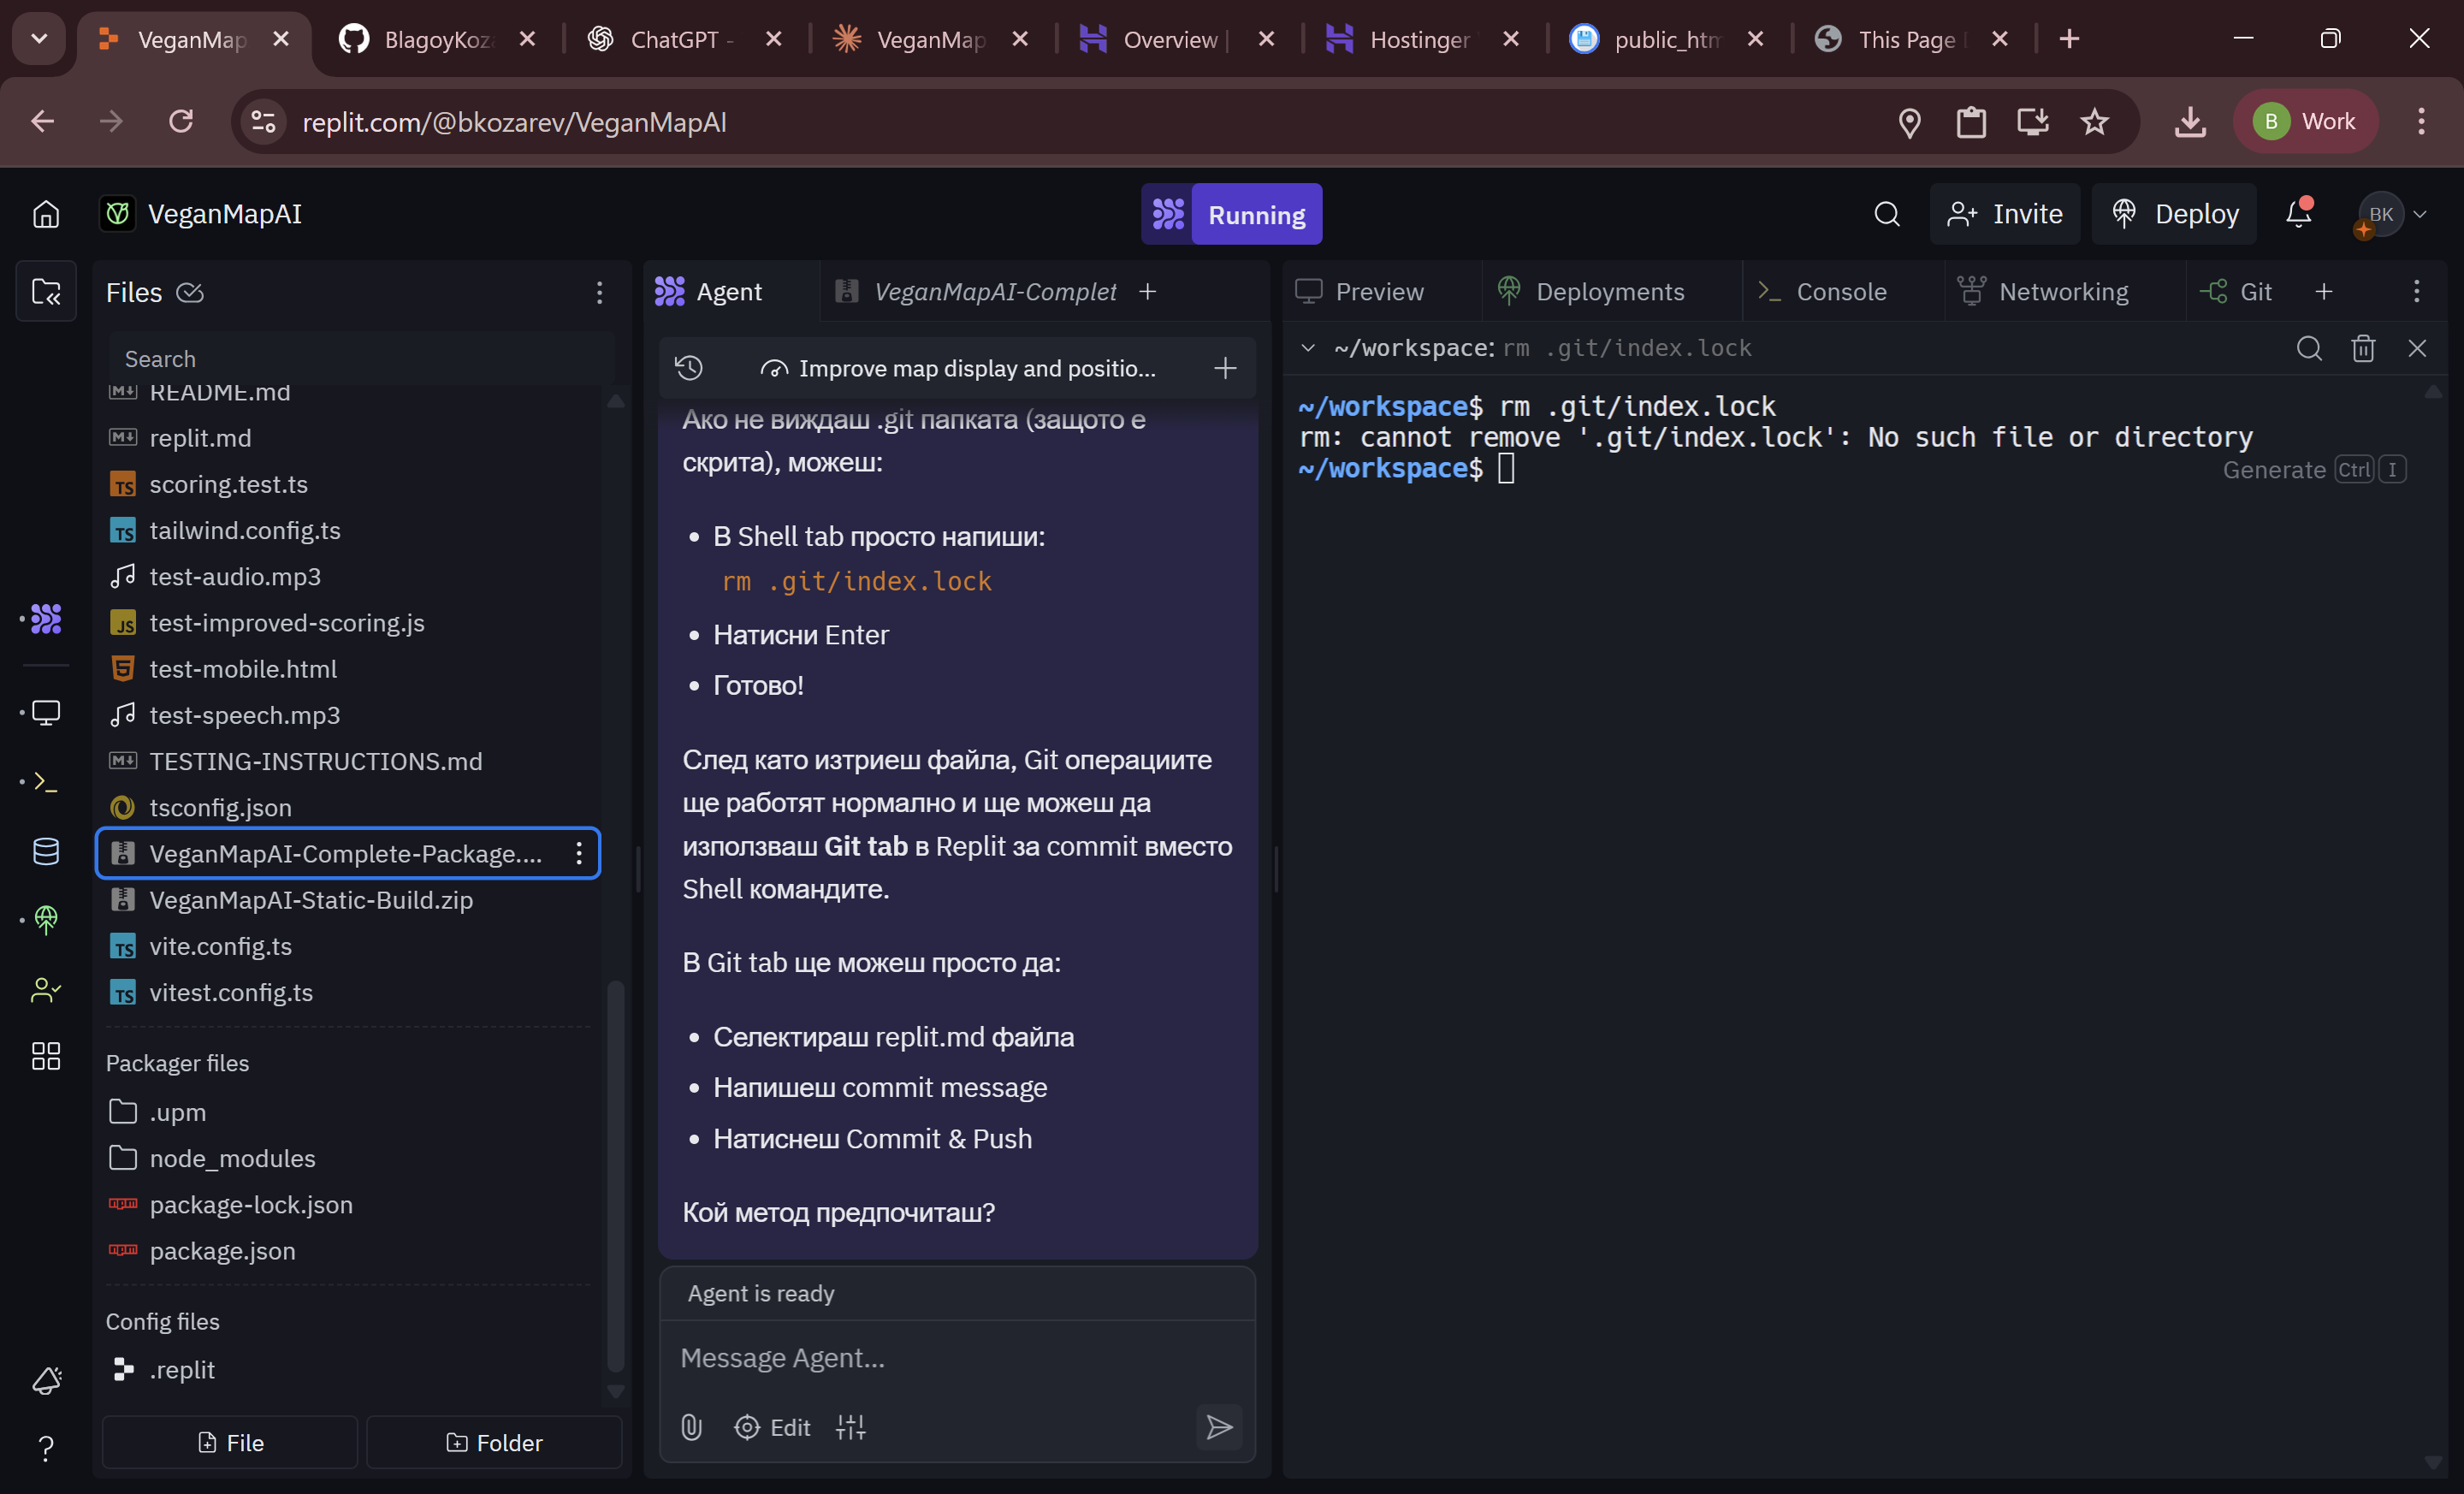 VeganMap
BlagoyKoz
ChatGPT -
VeganMap
Overview |
Hostinger
public_htm
This Page
replit.com/@bkozarev/VeganMapAI
B
Work
VeganMapAI
Running
Invite
Deploy
BK
Files
Search
README.md
replit.md
TS scoring.test.ts
TS tailwind.config.ts
test-audio.mp3
JS test-improved-scoring.js
5 test-mobile.html
test-speech.mp3
TESTING-INSTRUCTIONS.md
tsconfig.json
VeganMapAI-Complete-Package....
VeganMapAI-Static-Build.zip
TS vite.config.ts
TS vitest.config.ts
Packager files
.upm
node_modules
package-lock.json
package.json
Config files
.replit
File
Folder
Agent
VeganMapAI-Complet
Improve map display and positio...
Ако не виждаш .git папката (защото е
скрита), можеш:
• В Shell tab просто напиши:
rm .git/index.lock
• Натисни Enter
• Готово!
След като изтриеш файла, Git операциите
ще работят нормално и ще можеш да
използваш Git tab в Replit за commit вместо
Shell командите.
В Git tab ще можеш просто да:
• Селектираш replit.md файла
• Напишеш commit message
• Натиснеш Commit & Push
Кой метод предпочиташ?
Agent is ready
Message Agent...
Edit
Preview
Deployments
Console
Networking
Git
~/workspace: rm .git/index.lock
~/workspace$ rm .git/index.lock
rm: cannot remove '.git/index.lock': No such file or directory
~/workspace$
Generate Ctrl I